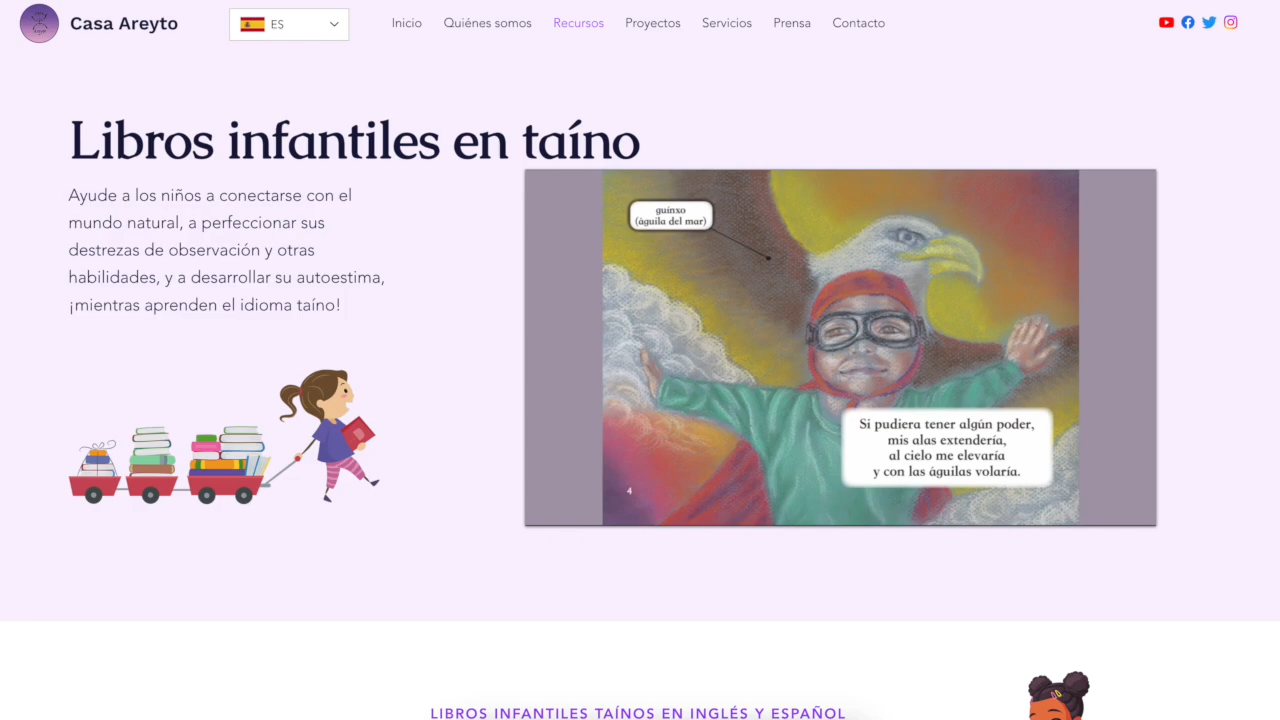 Casa Areyto
ES
Inicio Quiénes somos Recursos Proyectos Servicios Prensa Contacto
Libros infantiles en taíno
Ayude a los niños a conectarse con el
mundo natural, a perfeccionar sus
destrezas de observación y otras
habilidades, y a desarrollar su autoestima,
¡mientras aprenden el idioma taíno!
guínxo
(águila del mar)
Si pudiera tener algún poder,
mis alas extendería,
al cielo me elevaría
y con las águilas volaría.
4
LIBROS INFANTILES TAÍNOS EN INGLÉS Y ESPAÑOL